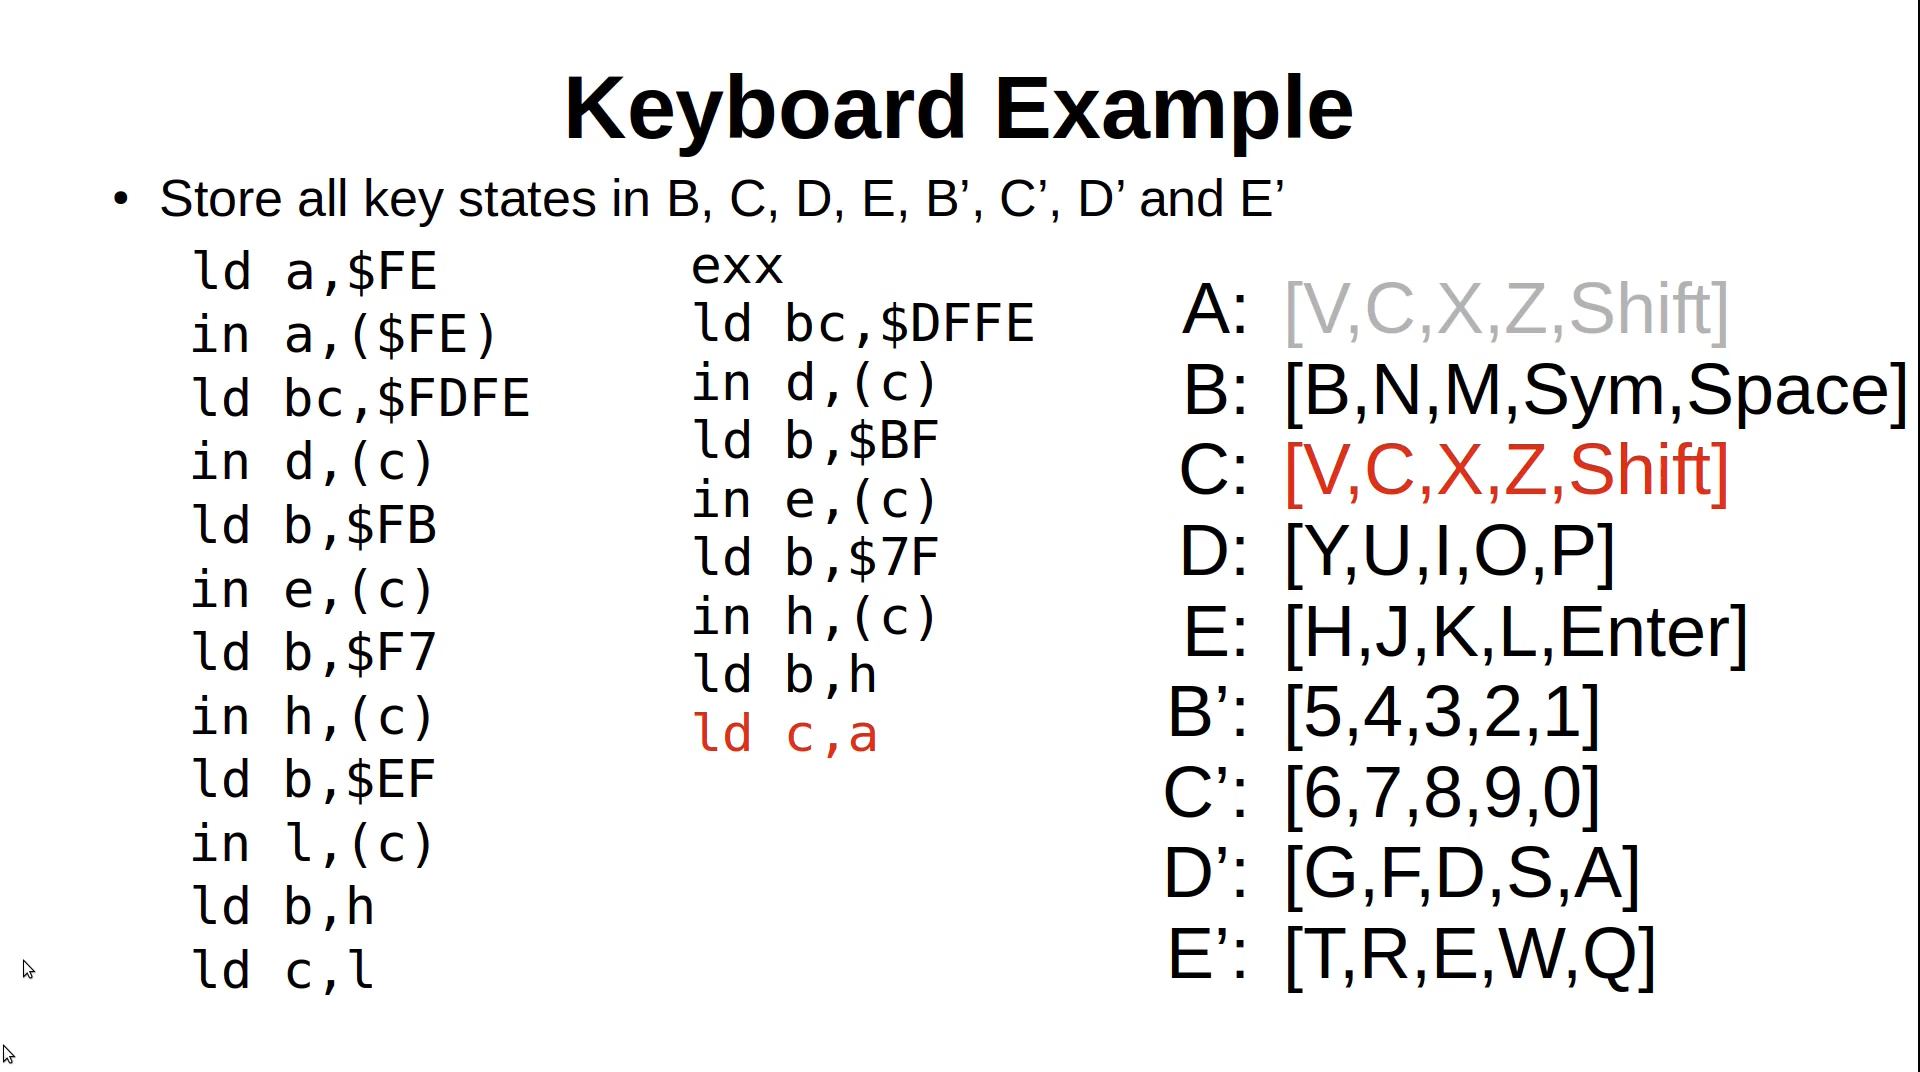 Keyboard Example
• Store all key states in B, C, D, E, B’, C’, D’ and E’
ld a,$FE
in a,($FE)
ld bc,$FDFE
in d,(c)
ld b,$FB
in e,(c)
ld b,$F7
in h,(c)
ld b,$EF
in l,(c)
ld b,h
ld c,l
exx
ld bc,$DFFE
in d,(c)
ld b,$BF
in e,(c)
ld b,$7F
in h,(c)
ld b,h
ld c,a
A: [V,C,X,Z,Shift]
B: [B,N,M,Sym,Space]
C: [V,C,X,Z,Shift]
D: [Y,U,I,O,P]
E: [H,J,K,L,Enter]
B’: [5,4,3,2,1]
C’: [6,7,8,9,0]
D’: [G,F,D,S,A]
E’: [T,R,E,W,Q]